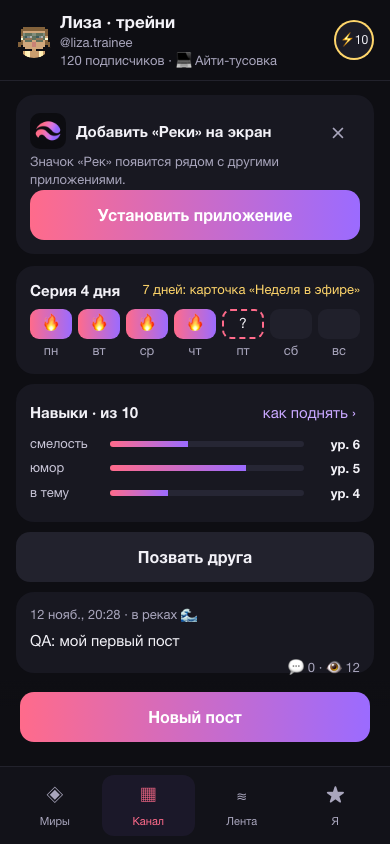 Лиза · трейни
@liza.trainee
120 подписчиков · 💻 Айти-тусовка
⚡10
Добавить «Реки» на экран
×
Значок «Рек» появится рядом с другими
приложениями.
Установить приложение
Серия 4 дня
7 дней: карточка «Неделя в эфире»
?
пн вт ср чт пт сб вс
Навыки · из 10
как поднять ›
смелость ур. 6
юмор ур. 5
в тему ур. 4
Позвать друга
12 нояб., 20:28 · в реках 🌊
QA: мой первый пост
💬 0 · 👁 12
Новый пост
Миры Канал Лента Я